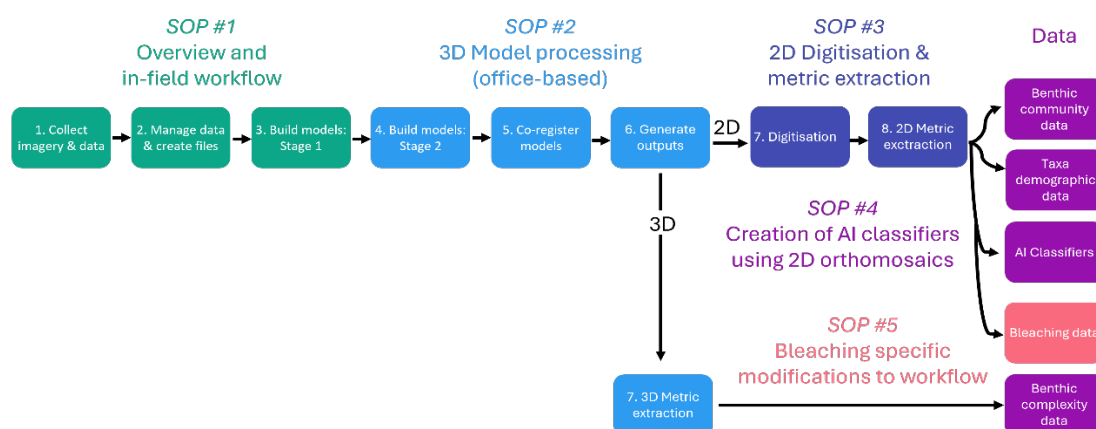 SOP #1
Overview and
in-field workflow
SOP #2
3D Model processing
(office-based)
SOP #3
2D Digitisation &
metric extraction
Data
1. Collect
imagery & data
2. Manage data
& create files
3. Build models:
Stage 1
4. Build models:
Stage 2
5. Co-register
models
6. Generate
outputs
2D
7. Digitisation
8. 2D Metric
exctraction
Benthic
community
data
Taxa
demographic
data
AI Classifiers
Bleaching data
3D
SOP #4
Creation of AI classifiers
using 2D orthomosaics
SOP #5
Bleaching specific
modifications to workflow
7. 3D Metric
extraction
Benthic
complexity
data